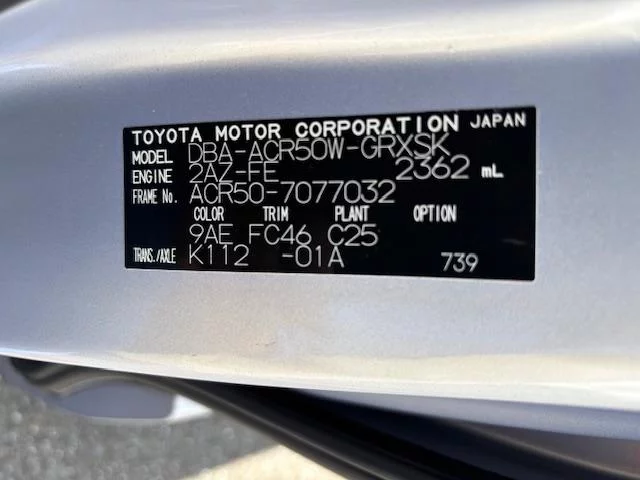 TOYOTA MOTOR CORPORATION JAPAN
MODEL DBA-ACR50W-GRXSK
ENGINE 2AZ-FE 2362 mL
FRAME No. ACR50-7077032
COLOR TRIM PLANT OPTION
9AE FC46 C25
TRANS./AXLE K112 -01A 739